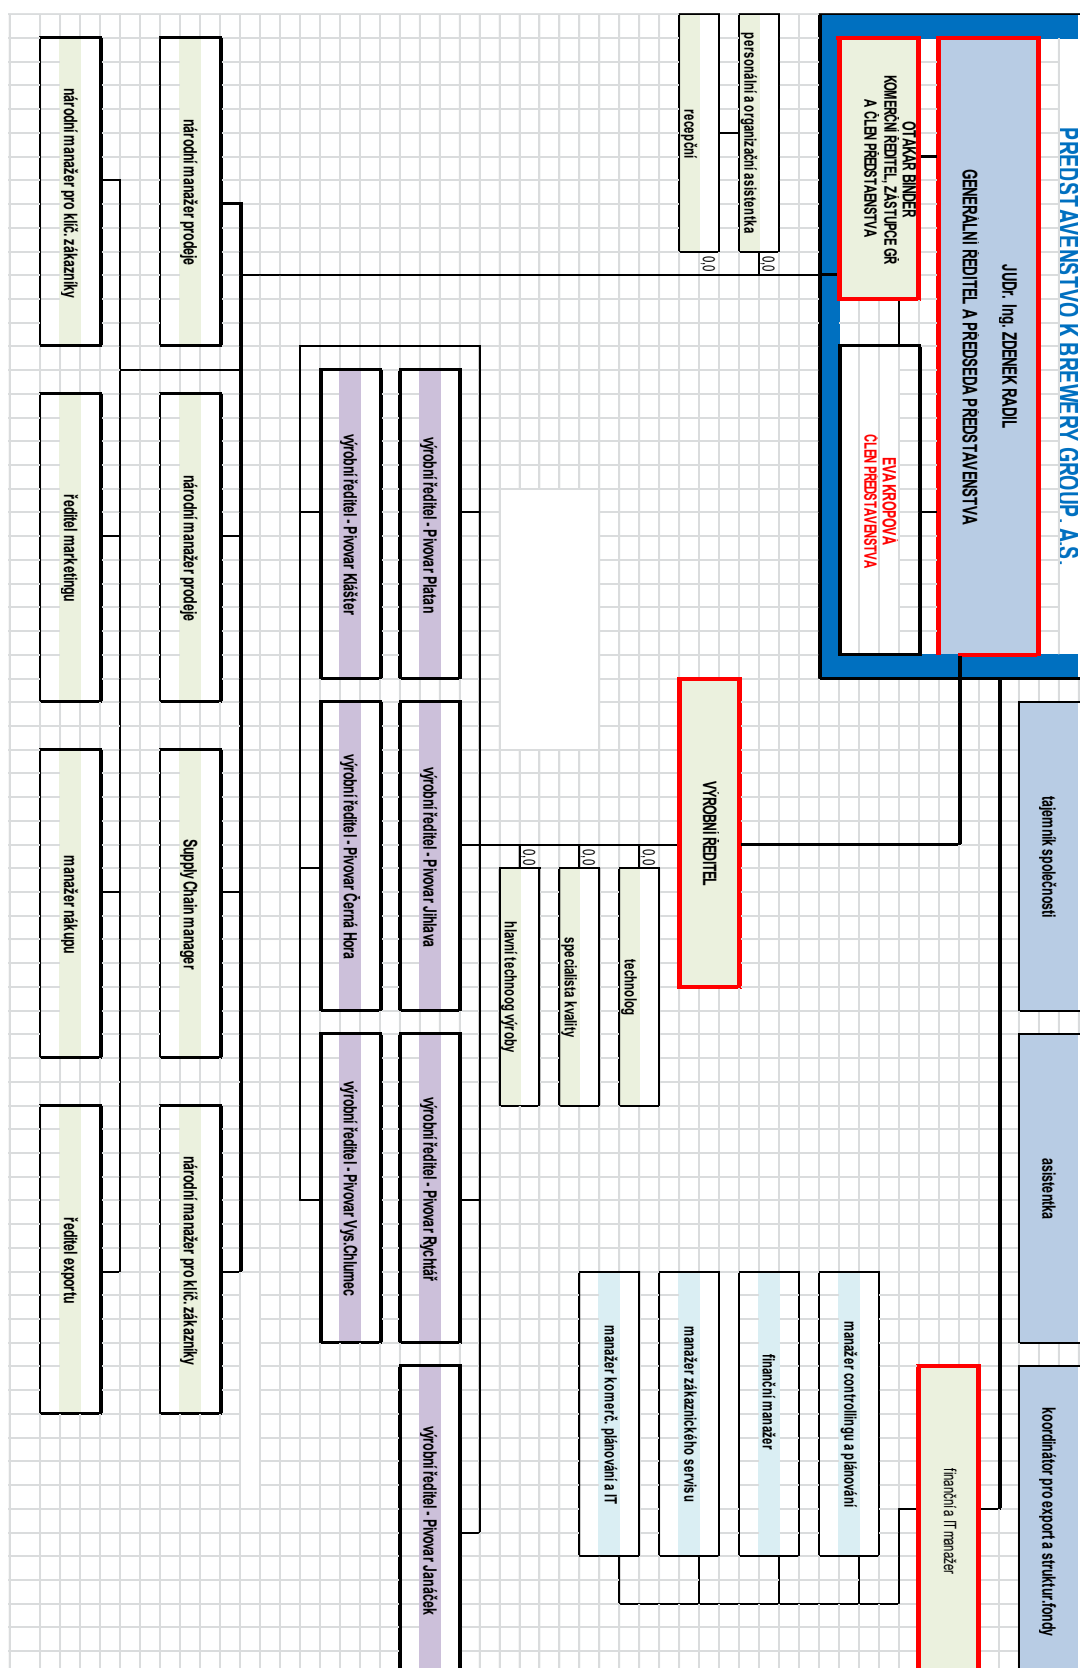 PŘEDSTAVENSTVO K BREWERY GROUP , A.S.
JUDr. Ing. ZDENEK RADIL
GENERÁLNÍ ŘEDITEL A PŘEDSEDA PŘEDSTAVENSTVA
OTAKAR BINDER
KOMERČNÍ ŘEDITEL, ZÁSTUPCE GŘ
A ČLEN PŘEDSTAENSTVA
EVA KROPOVÁ
ČLEN PŘEDSTAVENSTVA
tajemník společnosti
asistentka
koordinátor pro export a struktur.fondy
finanční a IT manažer
personální a organizační asistentka
0,0
recepční
0,0
VÝROBNÍ ŘEDITEL
manažer controllingu a plánování
finanční manažer
manažer zákaznického servisu
manažer komerč. plánování a IT
0,0
technolog
0,0
specialista kvality
0,0
hlavní technoog výroby
výrobní ředitel - Pivovar Platan
výrobní ředitel - Pivovar Jihlava
výrobní ředitel - Pivovar Rychtář
výrobní ředitel - Pivovar Janáček
výrobní ředitel - Pivovar Klášter
výrobní ředitel - Pivovar Černá Hora
výrobní ředitel - Pivovar Vys.Chlumec
národní manažer prodeje
národní manažer prodeje
Supply Chain manager
národní manažer pro klíč. zákazníky
národní manažer pro klíč. zákazníky
ředitel marketingu
manažer nákupu
ředitel exportu